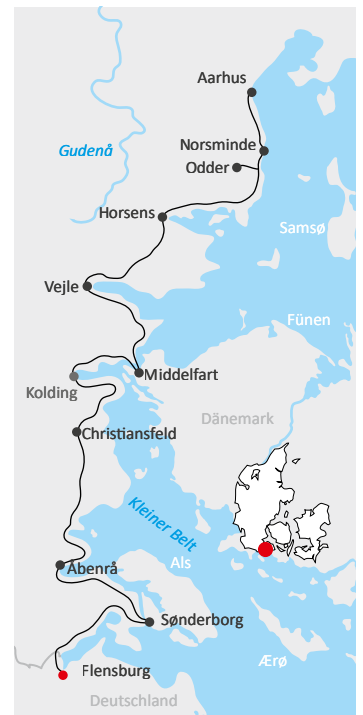 Aarhus
Norsminde
Gudenå
Odder
Horsens
Samsø
Vejle
Fünen
Middelfart
Kolding
Dänemark
Christiansfeld
Kleiner Belt
Als
Åbenrå
Sønderborg
Ærø
Flensburg
Deutschland